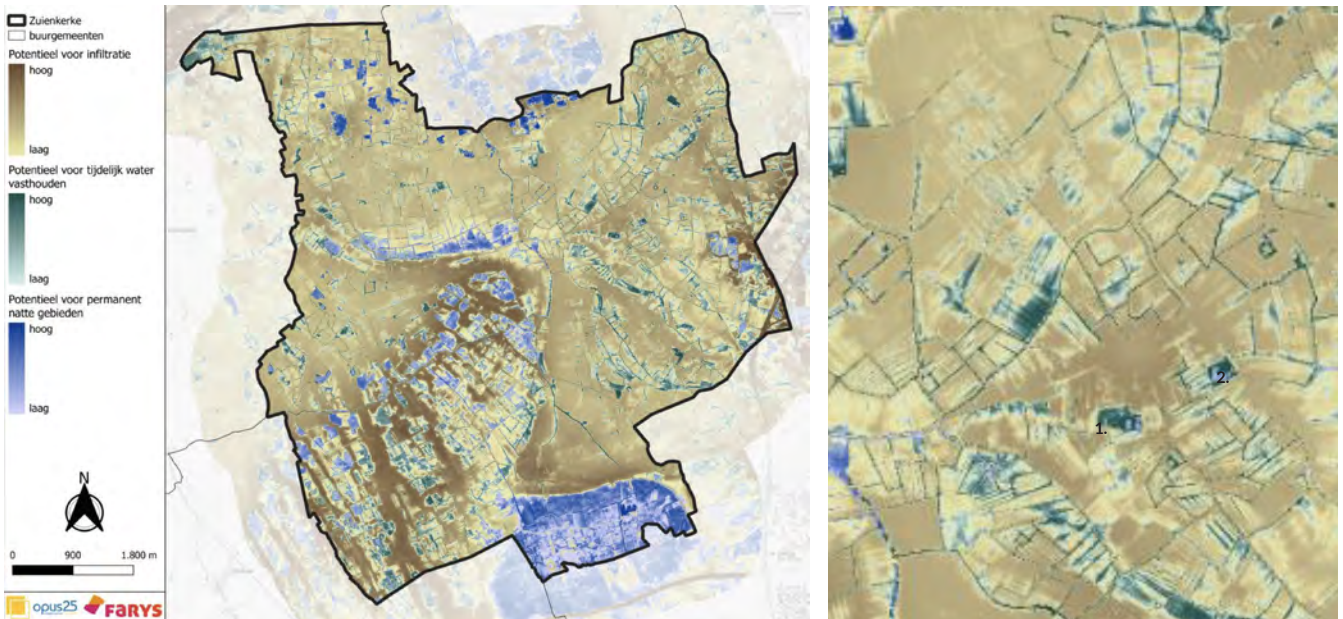 Zuienkerke
buurgemeenten
Potentieel voor infiltratie
hoog
laag
Potentieel voor tijdelijk water
vasthouden
hoog
laag
Potentieel voor permanent
natte gebieden
hoog
laag
N
0 900 1.800 m
opus25 FARYS
1.
2.